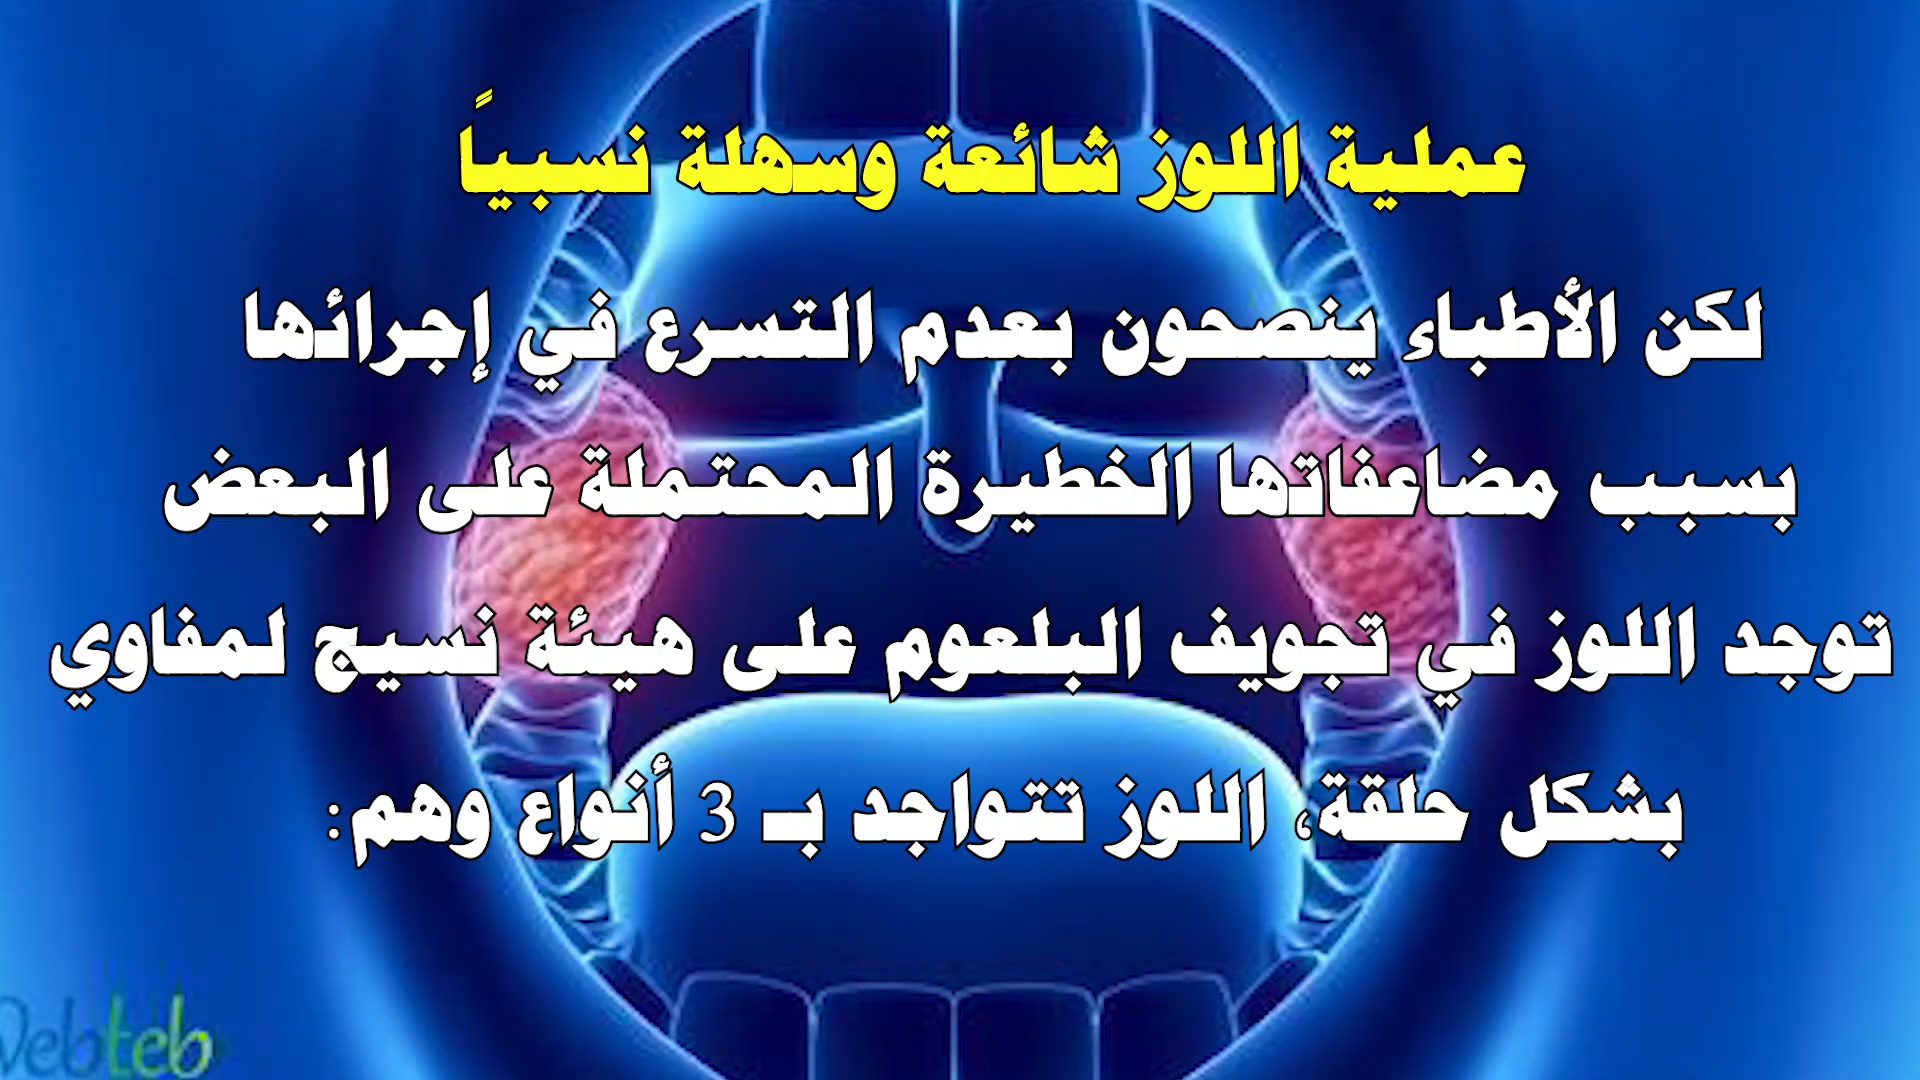 عملية اللوز شائعة وسهلة نسبياً
لكن الأطباء ينصحون بعدم التسرع في إجرائها
بسبب مضاعفاتها الخطيرة المحتملة على البعض
توجد اللوز في تجويف البلعوم على هيئة نسيج لمفاوي
بشكل حلقة، اللوز تتواجد بـ 3 أنواع وهم:
Webteb